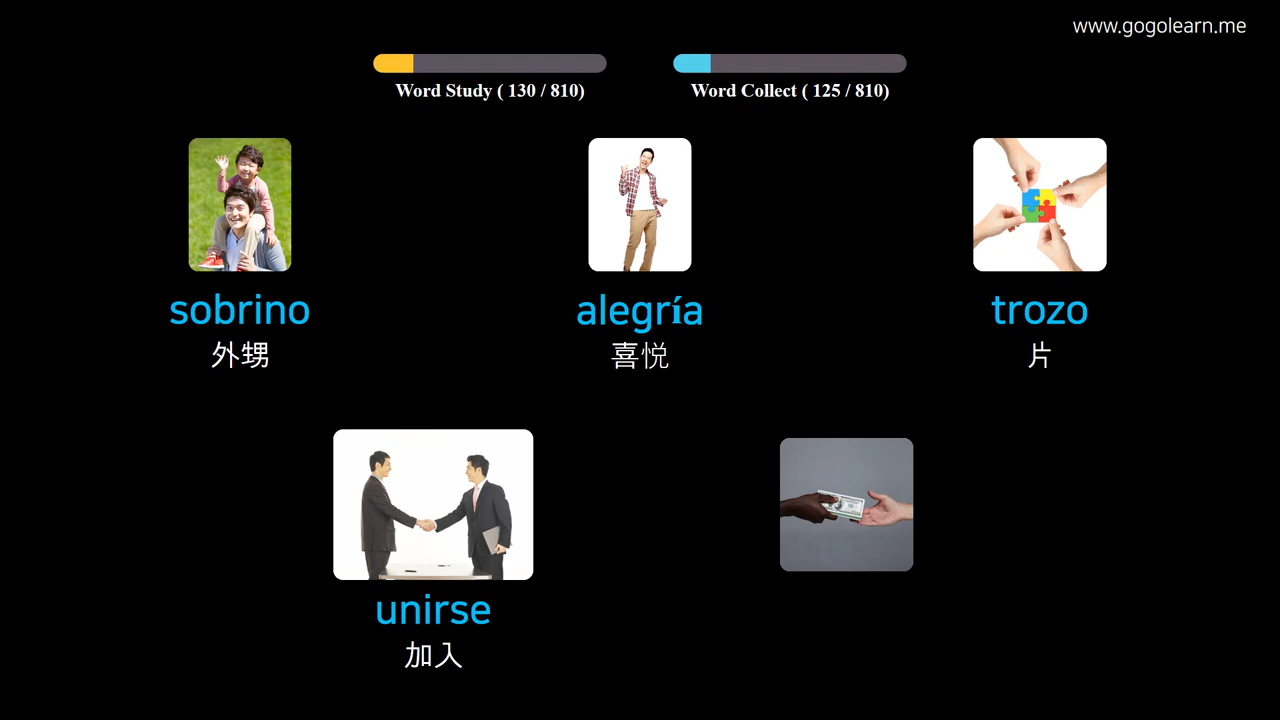 www.gogolearn.me
Word Study ( 130 / 810)
Word Collect ( 125 / 810)
sobrino
外甥
alegría
喜悦
trozo
片
unirse
加入